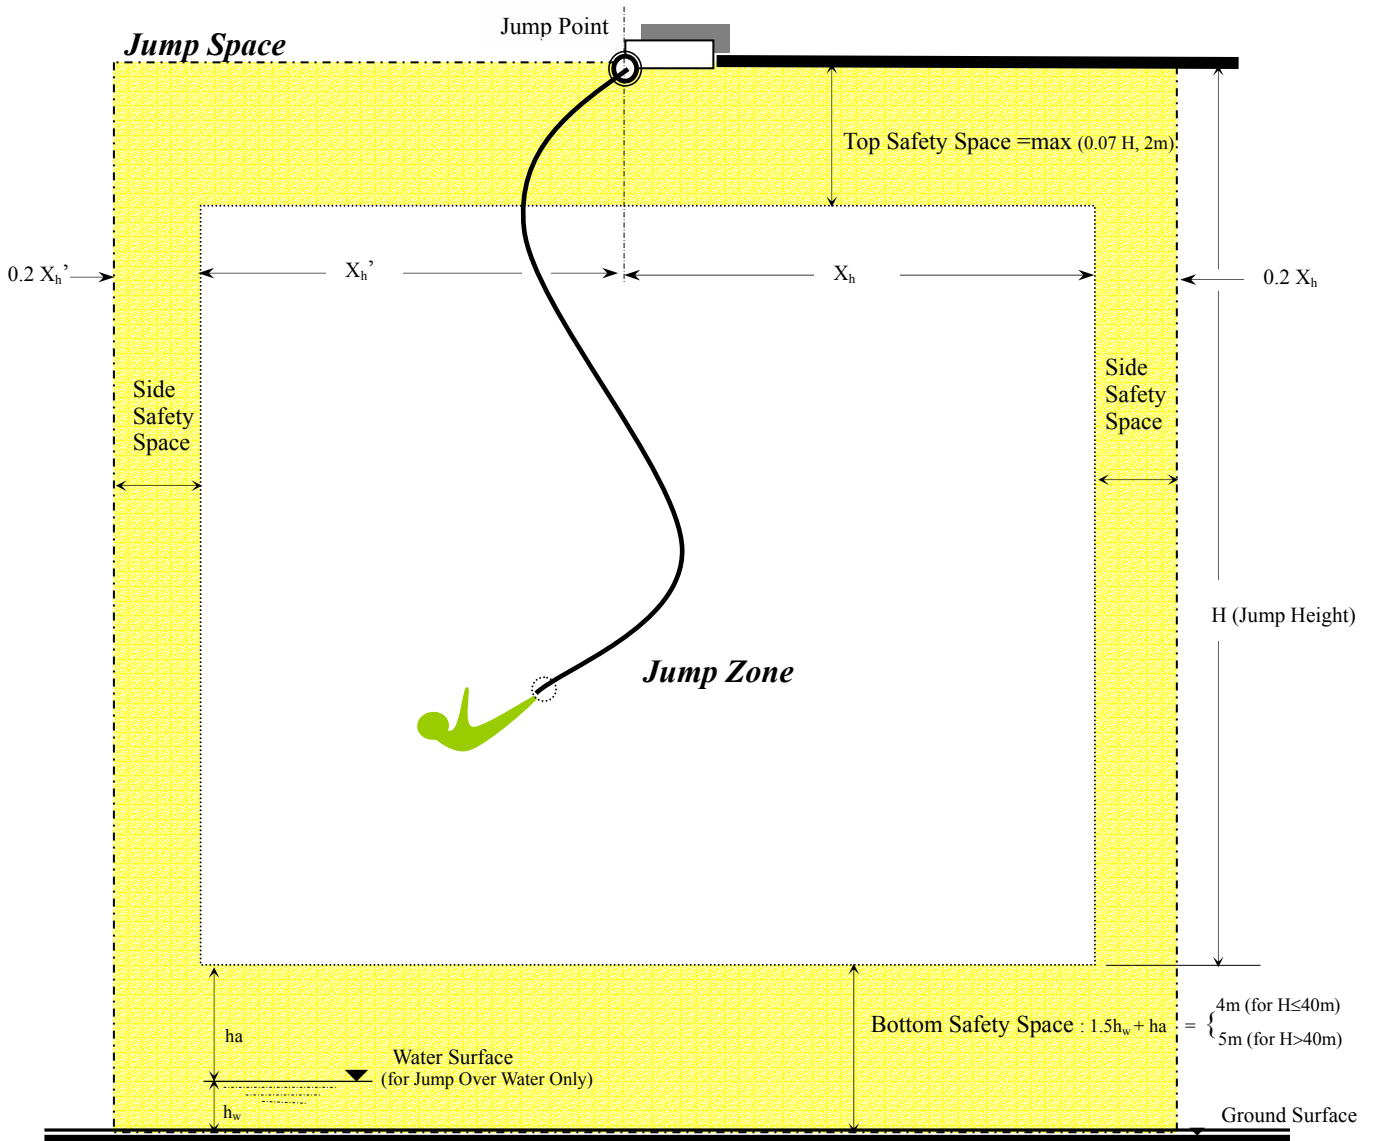 Jump Point
Jump Space
Top Safety Space =max (0.07 H, 2m)
0.2 Xh’
Xh’
Xh
0.2 Xh
Side
Safety
Space
Side
Safety
Space
H (Jump Height)
Jump Zone
Bottom Safety Space : 1.5hw + ha = {
4m (for H≤40m)
5m (for H>40m)
ha
Water Surface
(for Jump Over Water Only)
hw
Ground Surface